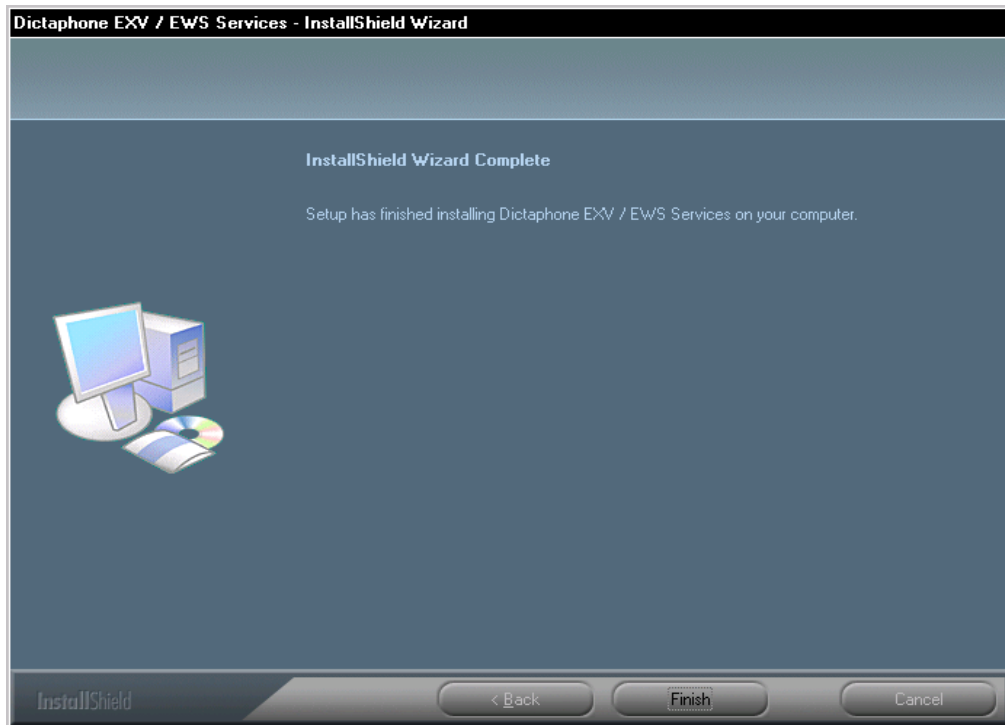 Dictaphone EXV / EWS Services - InstallShield Wizard
InstallShield Wizard Complete
Setup has finished installing Dictaphone EXV / EWS Services on your computer.
InstallShield
< Back
Finish
Cancel